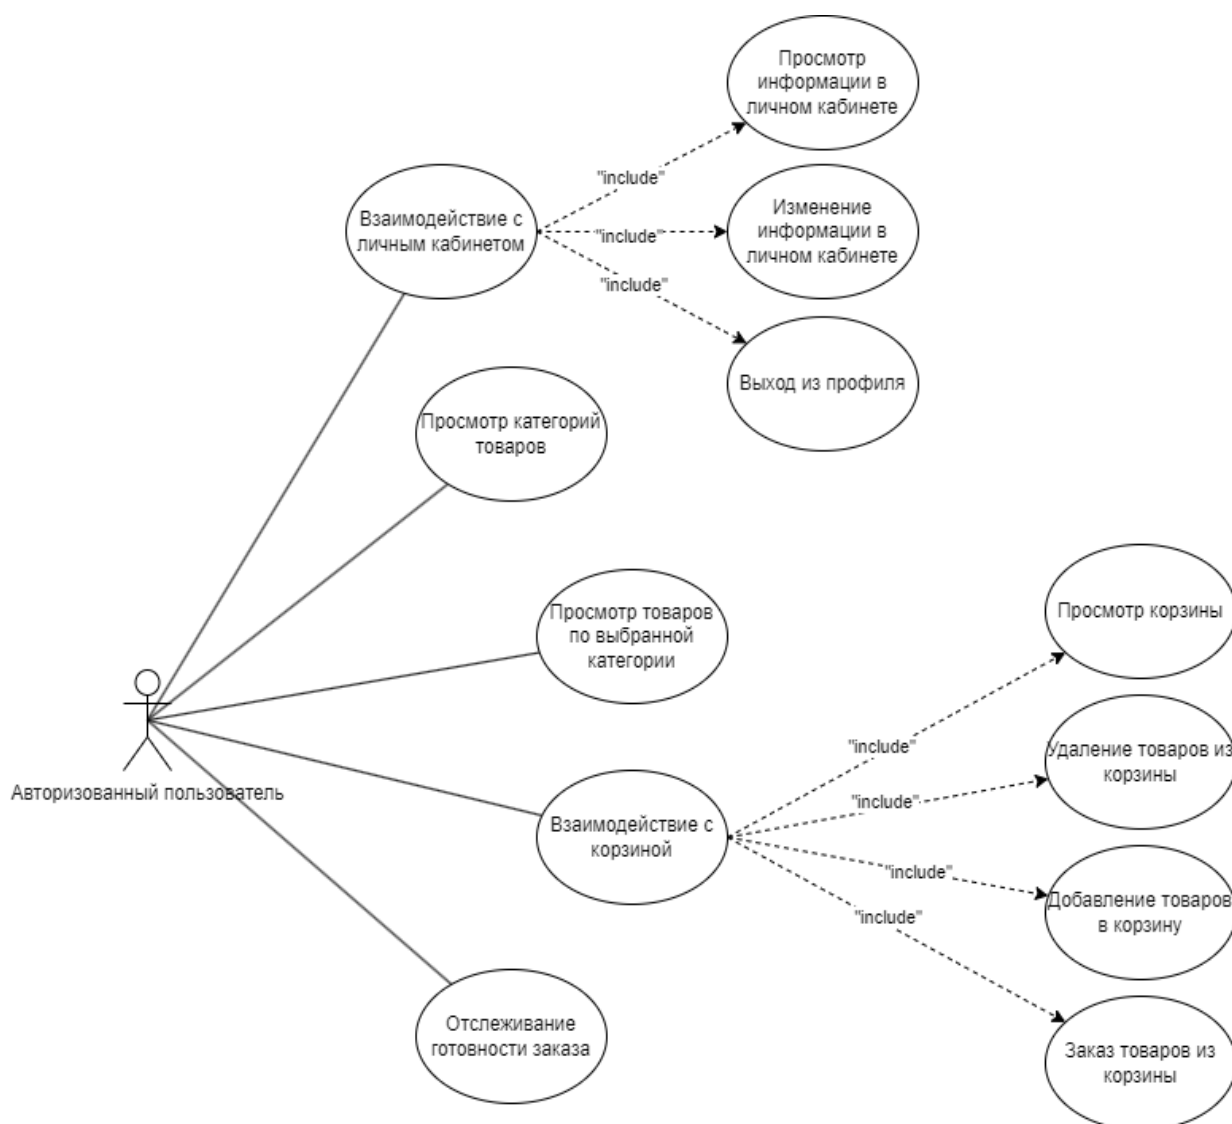 Просмотр
информации в
личном кабинете
"include"
Взаимодействие с
личным кабинетом
Изменение
информации в
личном кабинете
"include"
"include"
Выход из профиля
Просмотр категорий
товаров
Просмотр товаров
по выбранной
категории
Просмотр корзины
"include"
Удаление товаров из
корзины
Авторизованный пользователь
"include"
Взаимодействие с
корзиной
"include"
Добавление товаров
в корзину
"include"
Отслеживание
готовности заказа
Заказ товаров из
корзины